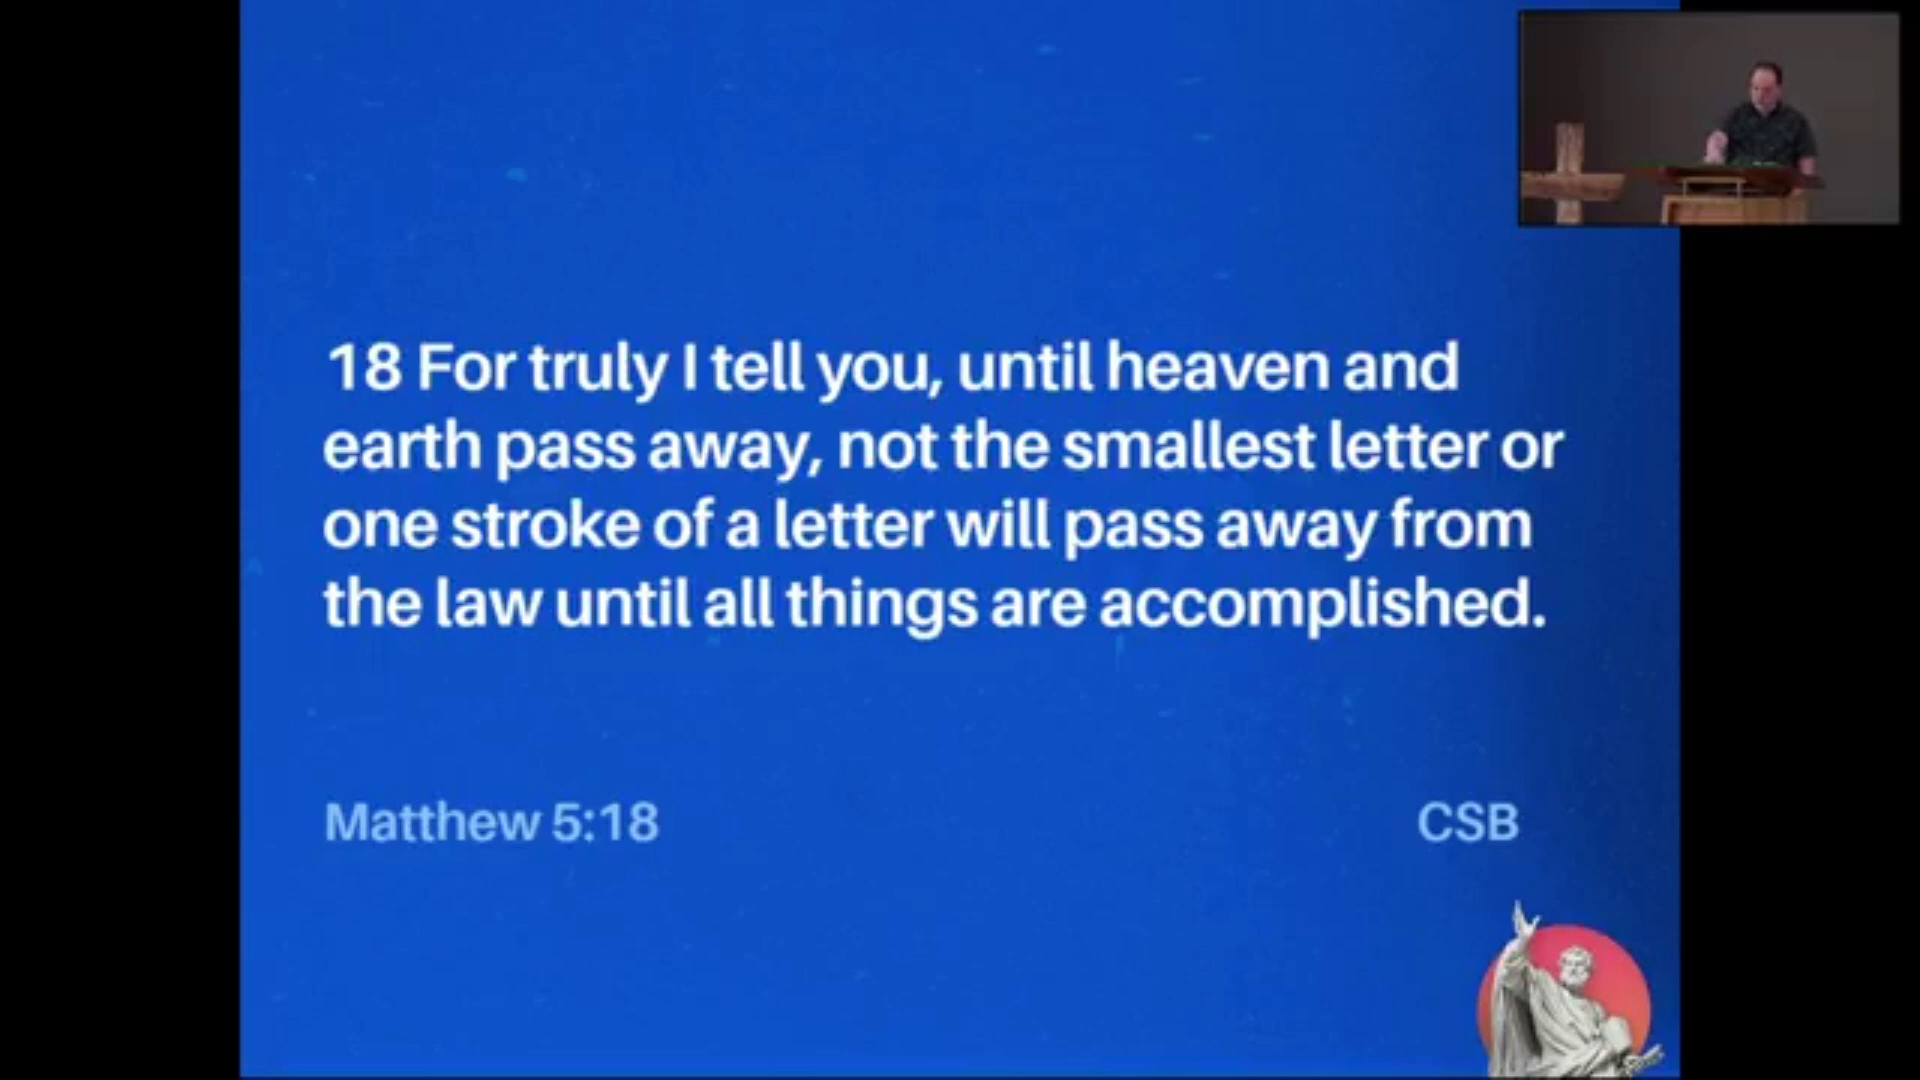 18 For truly I tell you, until heaven and
earth pass away, not the smallest letter or
one stroke of a letter will pass away from
the law until all things are accomplished.
Matthew 5:18
CSB